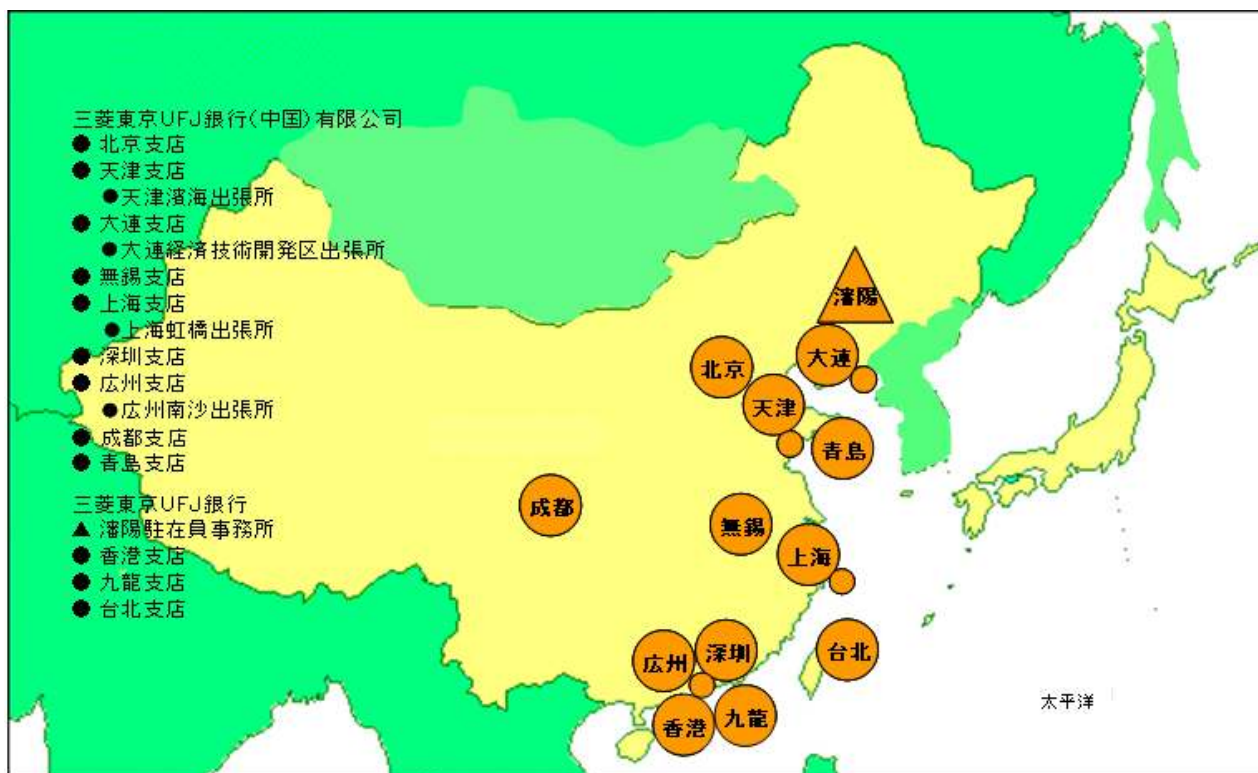 三菱東京UFJ銀行(中国)有限公司
●北京支店
●天津支店
●天津濱海出張所
●大連支店
●大連経済技術開発区出張所
●無錫支店
●上海支店
●上海虹橋出張所
●深圳支店
●広州支店
●広州南沙出張所
●成都支店
●青島支店
三菱東京UFJ銀行
▲瀋陽駐在員事務所
●香港支店
●九龍支店
●台北支店
瀋陽
大連
北京
天津
青島
成都
無錫
上海
広州
深圳
台北
香港
九龍
太平洋